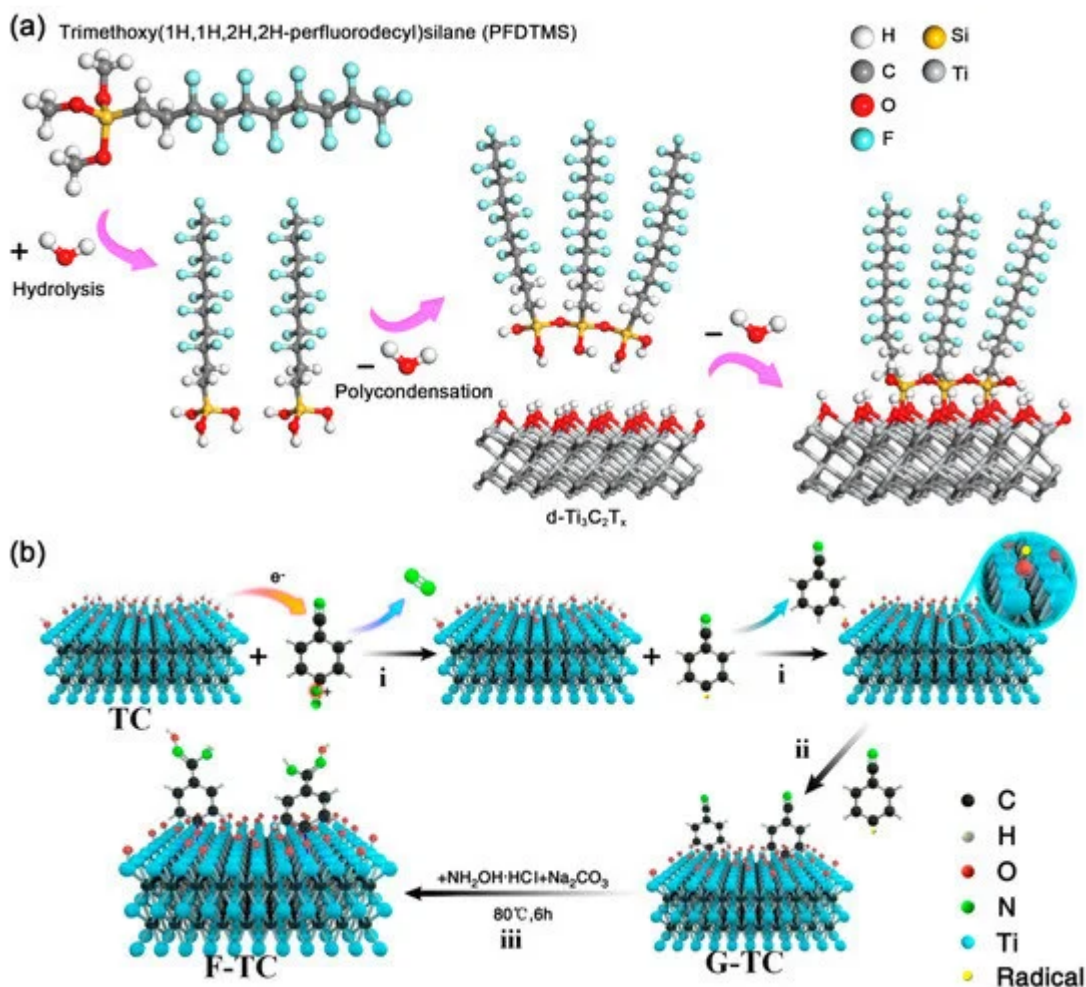 (a) Trimethoxy(1H,1H,2H,2H-perfluorodecyl)silane (PFDTMS)
H Si
C Ti
O
F
+
Hydrolysis
−
Polycondensation
−
d-Ti₃C₂Tₓ
(b)
e⁻
+ i + i
TC
ii
+
+NH₂OH·HCl+Na₂CO₃
80℃,6h
iii
F-TC
G-TC
C
H
O
N
Ti
Radical